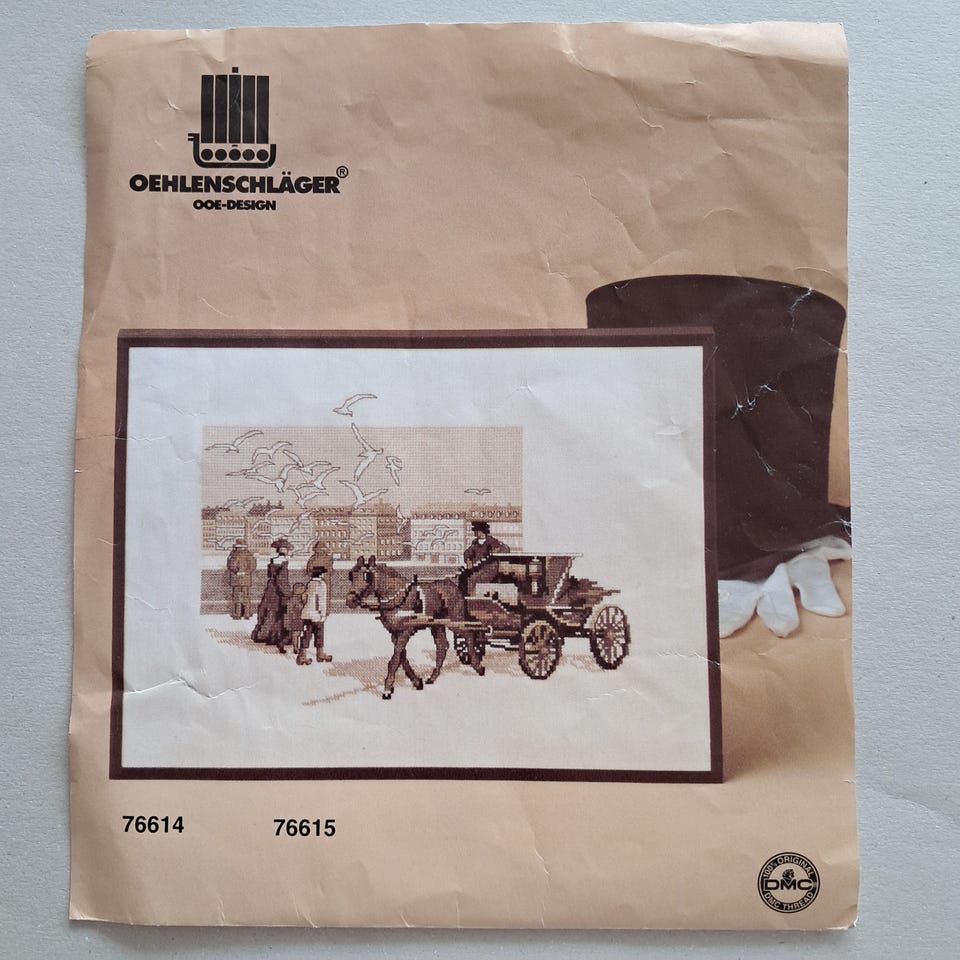 OEHLENSCHLÄGER®
OOE-DESIGN
76614 76615
100% ORIGINAL
DMC
DMC THREAD